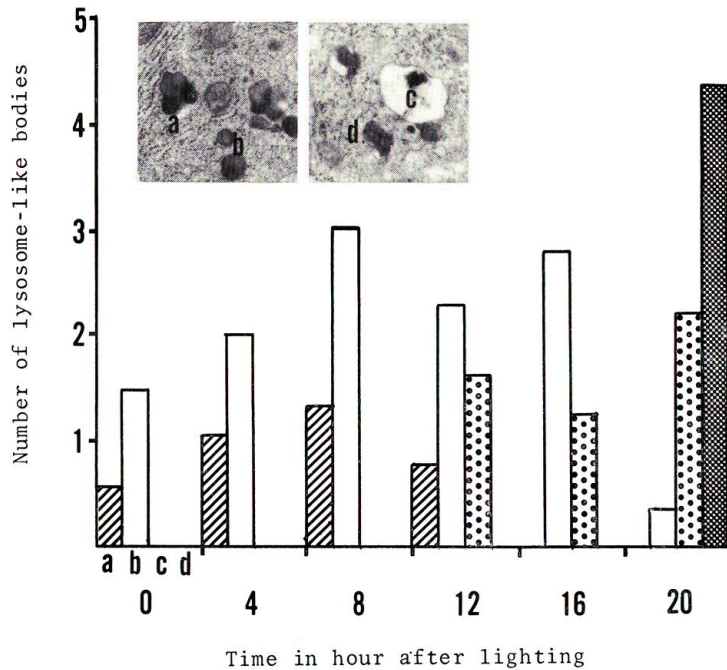 Number of lysosome-like bodies
5
4
3
2
1
a
b
c
d
a b c d
0 4 8 12 16 20
Time in hour after lighting